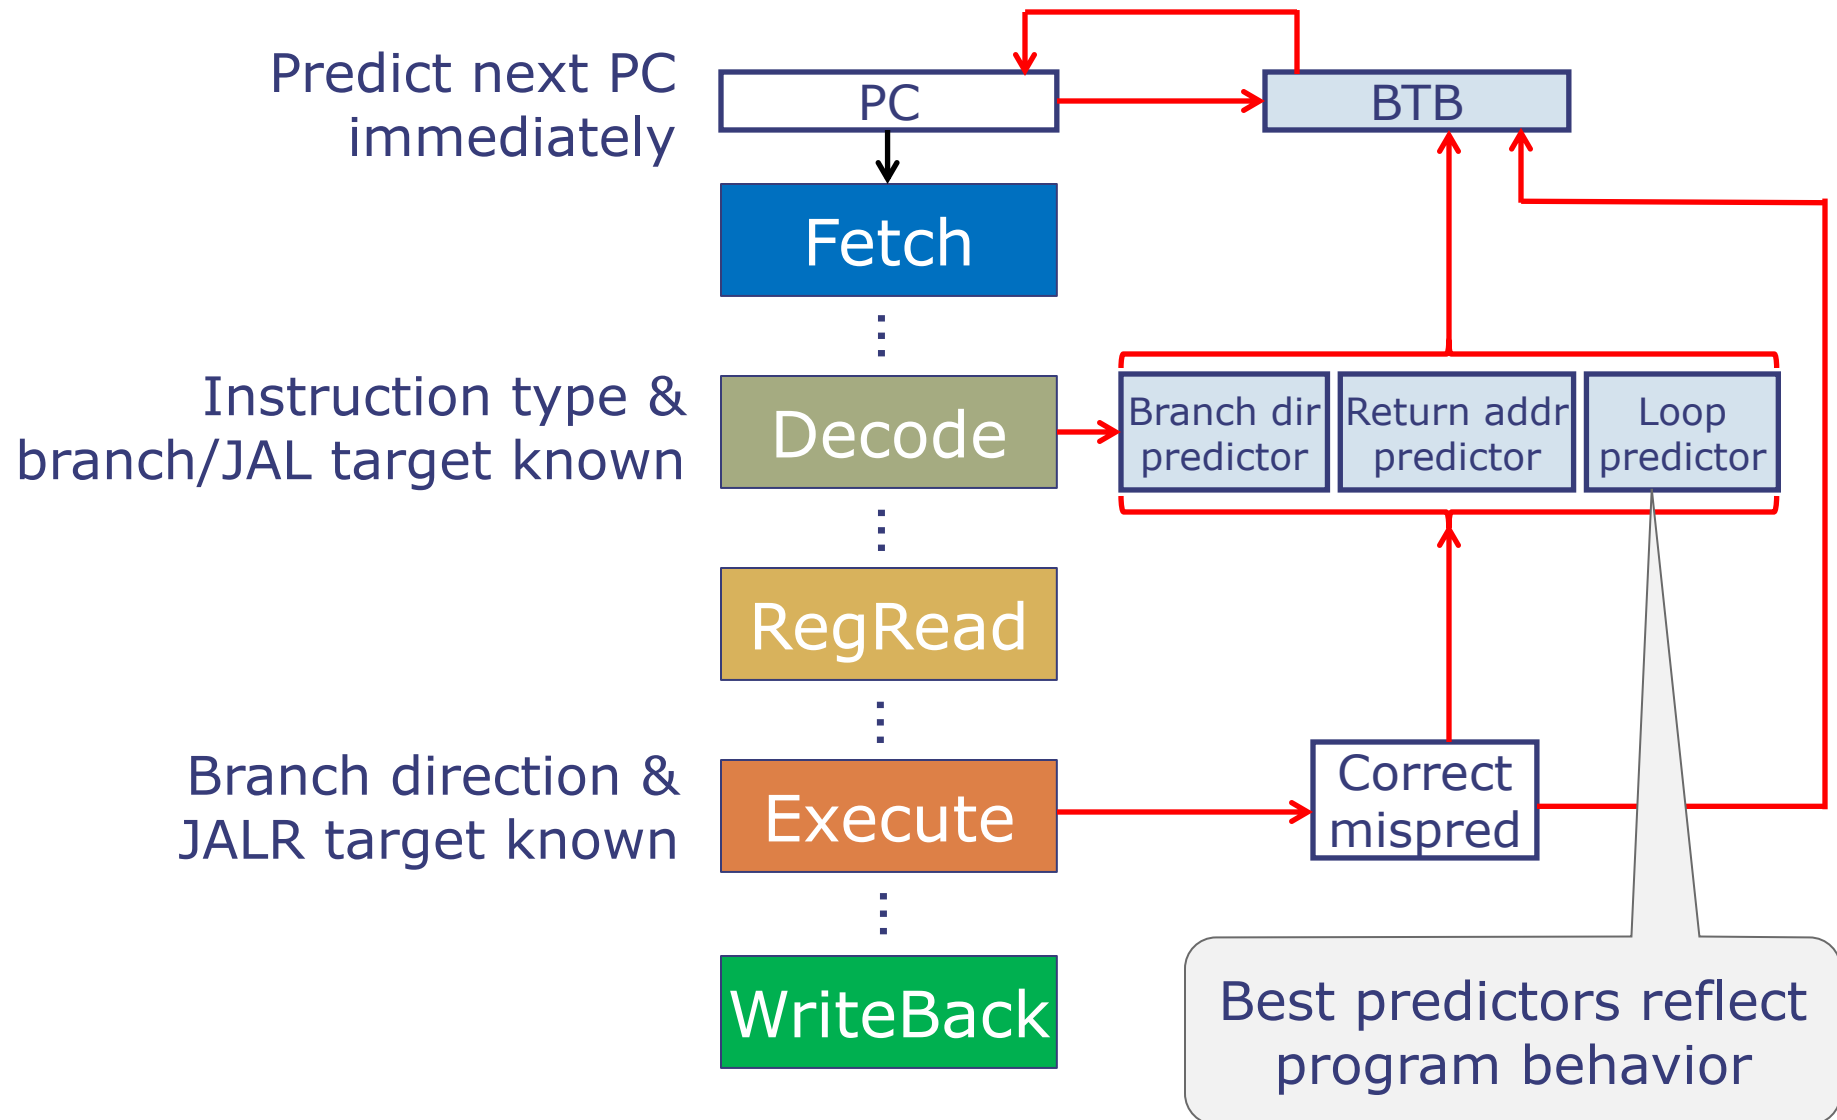 Predict next PC
immediately
PC
BTB
Fetch
Instruction type &
branch/JAL target known
Decode
Branch dir
predictor
Return addr
predictor
Loop
predictor
RegRead
Branch direction &
JALR target known
Execute
Correct
mispred
WriteBack
Best predictors reflect
program behavior